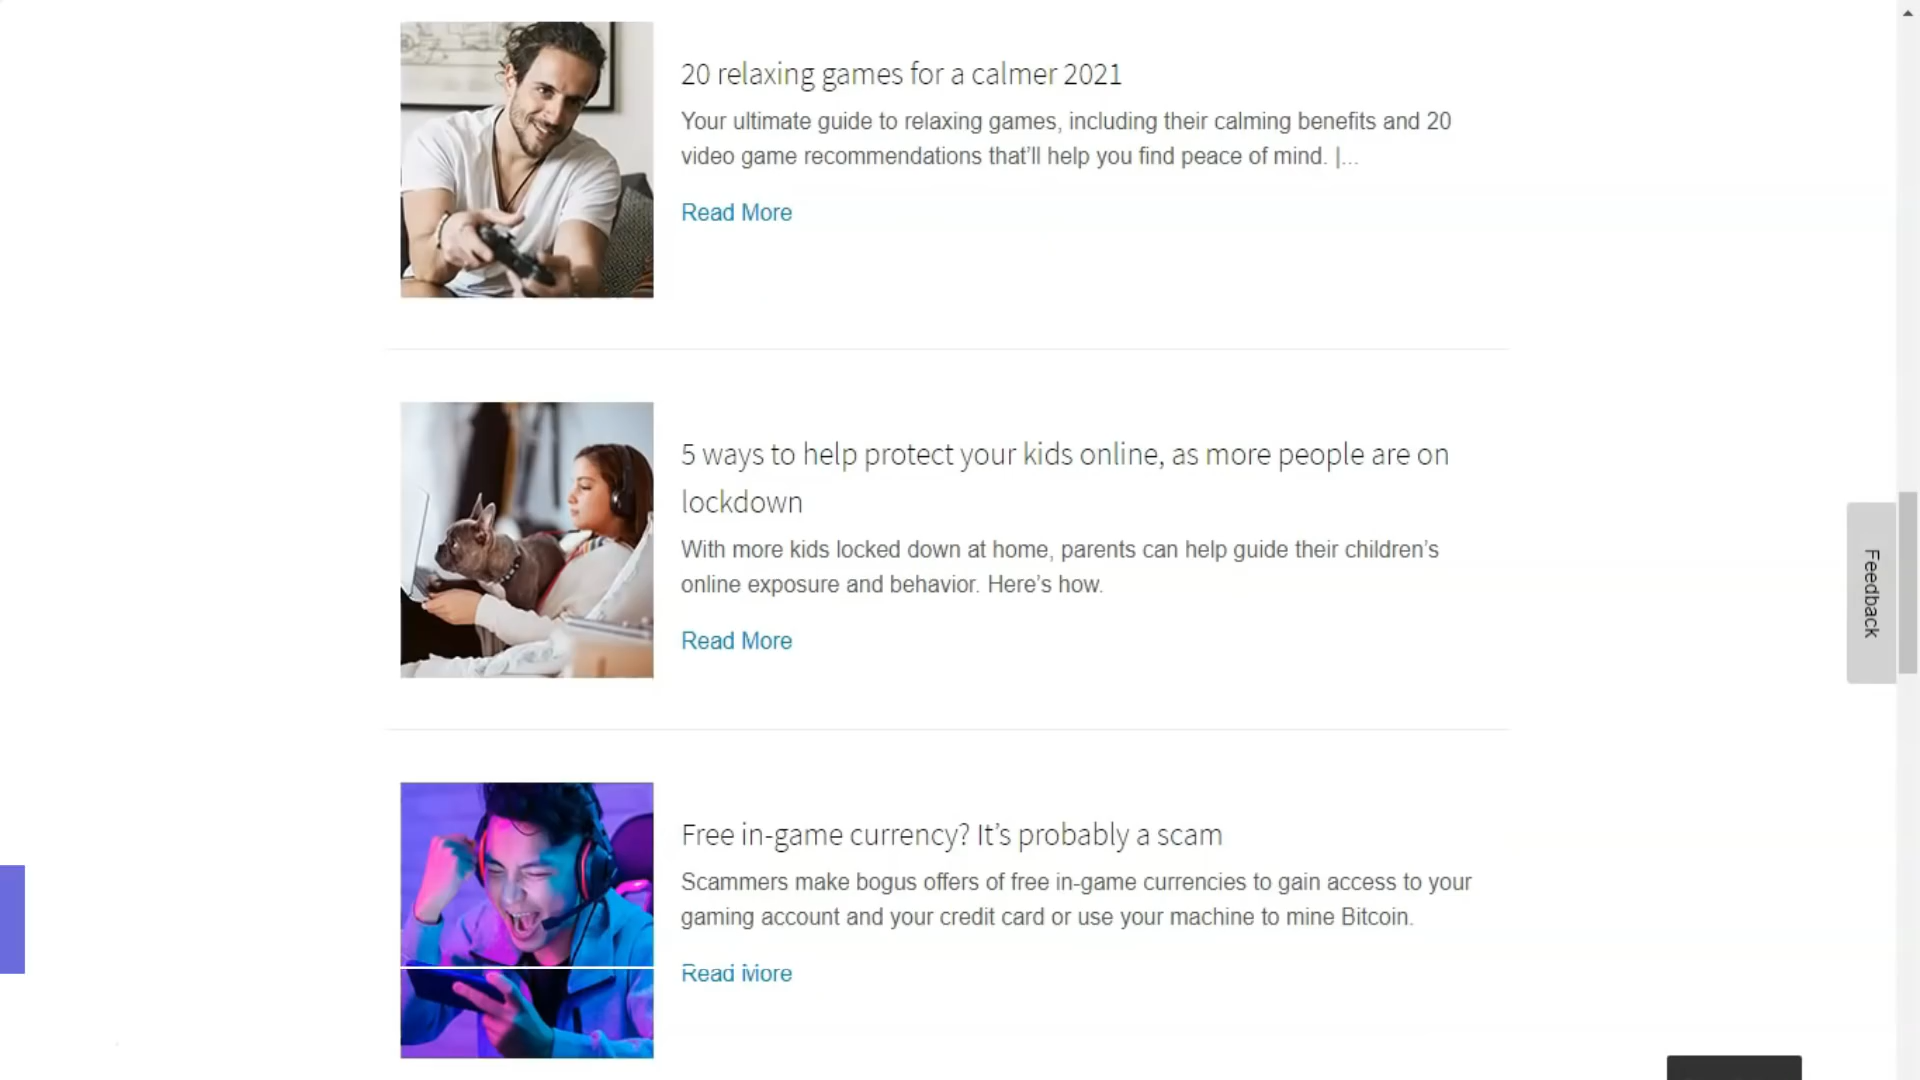 20 relaxing games for a calmer 2021
Your ultimate guide to relaxing games, including their calming benefits and 20
video game recommendations that’ll help you find peace of mind. |...
Read More
5 ways to help protect your kids online, as more people are on
lockdown
With more kids locked down at home, parents can help guide their children’s
online exposure and behavior. Here’s how.
Read More
Feedback
Free in-game currency? It’s probably a scam
Scammers make bogus offers of free in-game currencies to gain access to your
gaming account and your credit card or use your machine to mine Bitcoin.
Read More